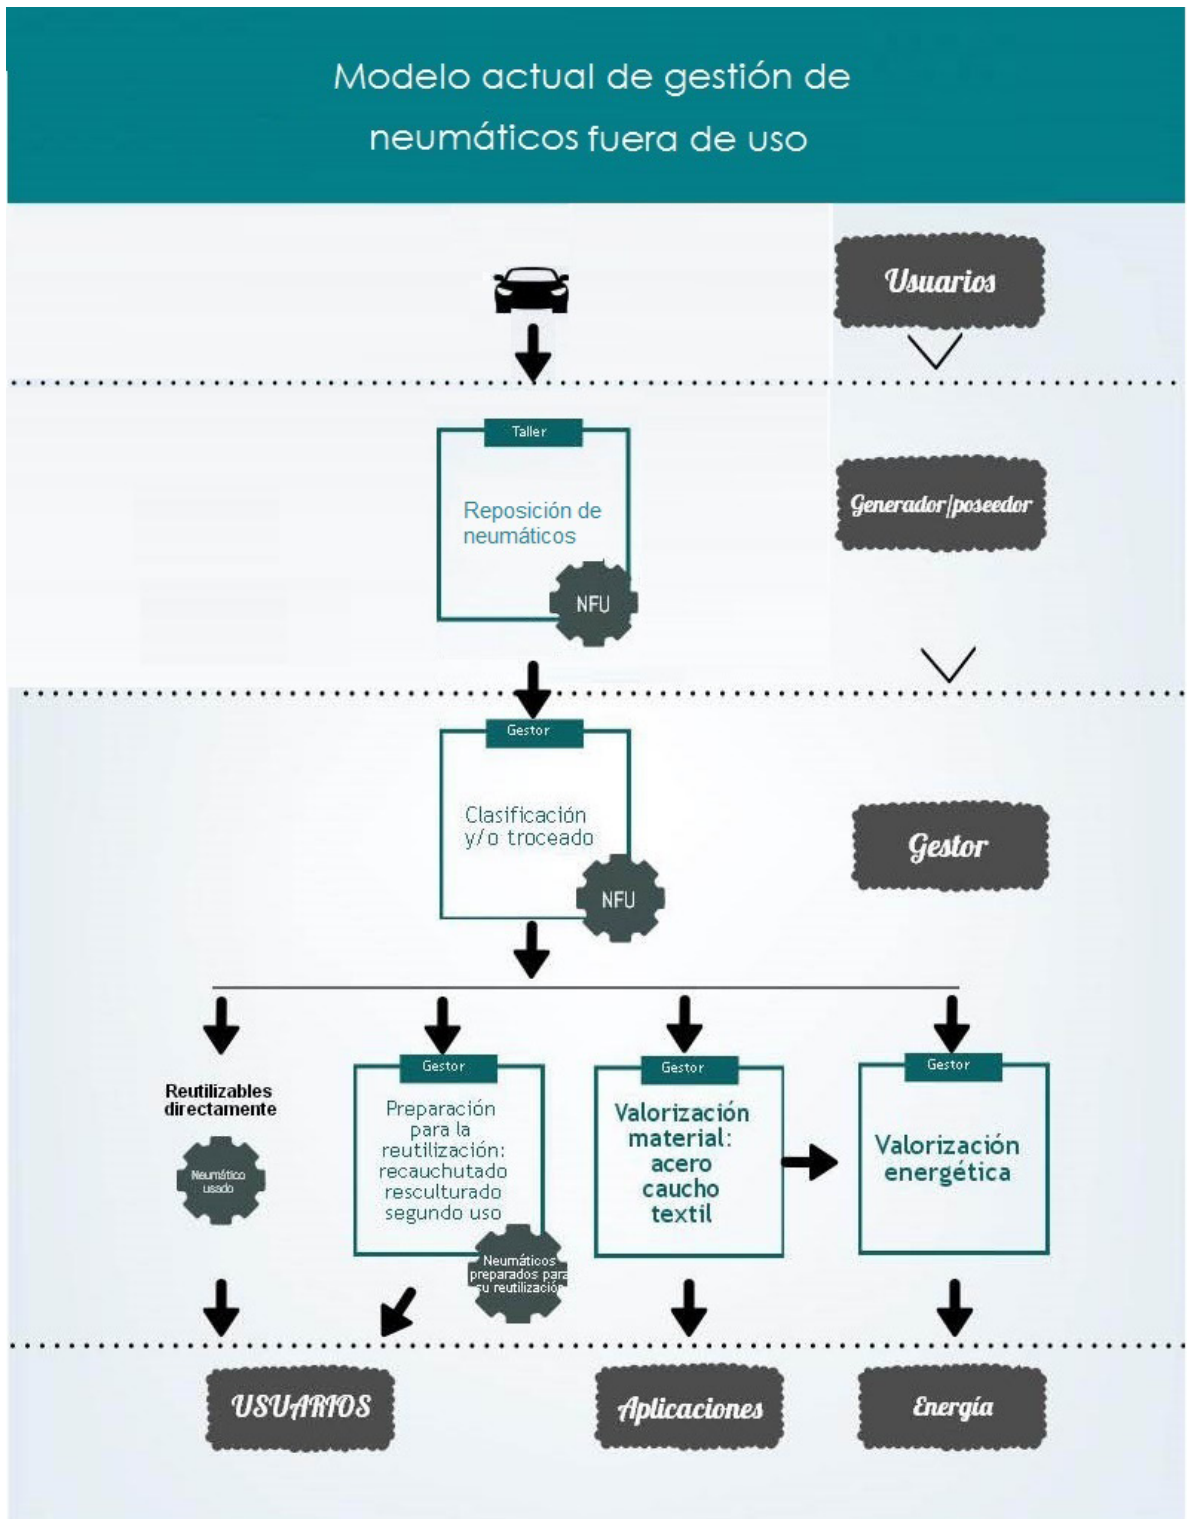 Modelo actual de gestión de
neumáticos fuera de uso
Usuarios
Taller
Reposición de
neumáticos
NFU
Generador/poseedor
Gestor
Clasificación
y/o troceado
NFU
Gestor
Reutilizables
directamente
Neumático
usado
Gestor
Preparación
para la
reutilización:
recauchutado
resculturado
segundo uso
Neumáticos
preparados para
su reutilización
Gestor
Valorización
material:
acero
caucho
textil
Gestor
Valorización
energética
USUARIOS
Aplicaciones
Energía